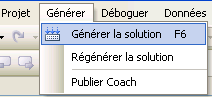 Projet Générer Déboguer Données
Générer la solution F6
Régénérer la solution
Publier Coach